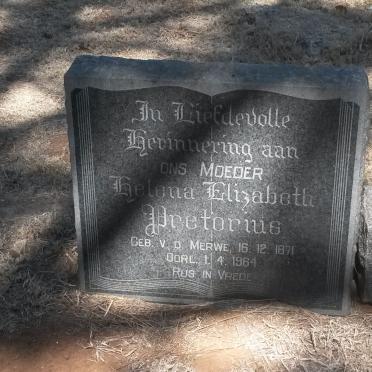 In Liefdevolle
Herinnering aan
ONS MOEDER
Helena Elizabeth
Pretorius
GEB. V. D. MERWE, 16. 12. 1871
OORL. 1. 4. 1964
RUS IN VREDE